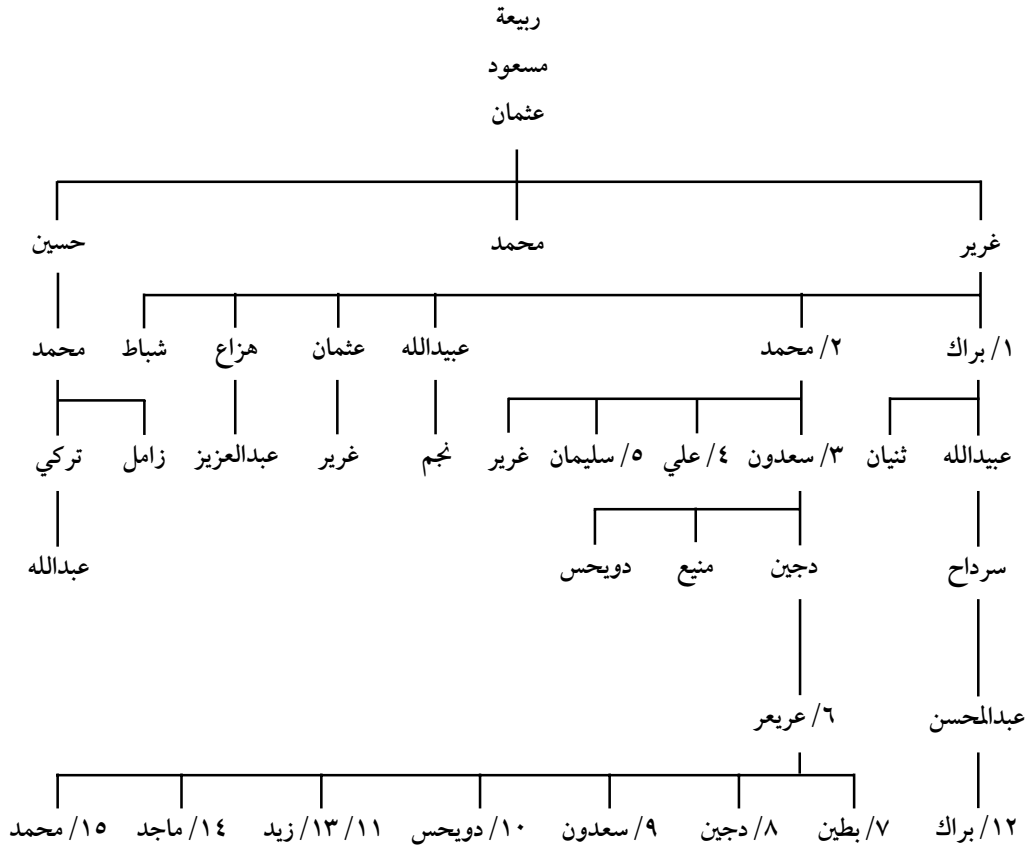 ربيعة
مسعود
عثمان
غرير محمد حسين
١/ براك ٢/ محمد عبيدالله عثمان هزاع شباط محمد
عبيدالله ثنيان ٣/ سعدون ٤/ علي ٥/ سليمان غرير نجم غرير عبدالعزيز زامل تركي
سرداح دجين منيع دويحس عبدالله
عبدالمحسن ٦/ عريعر
١٢/ براك ٧/ بطين ٨/ دجين ٩/ سعدون ١٠/ دويحس ١١/ ١٣/ زيد ١٤/ ماجد ١٥/ محمد